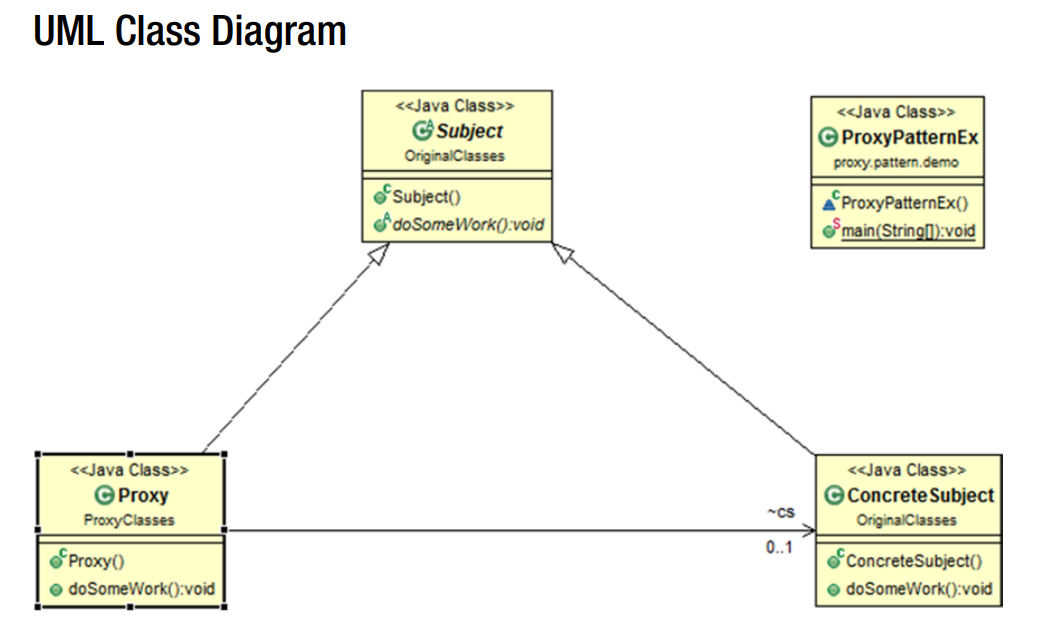 UML Class Diagram
<<Java Class>>
Subject
OriginalClasses
Subject()
doSomeWork():void
<<Java Class>>
ProxyPatternEx
proxy.pattern.demo
ProxyPatternEx()
main(String[]):void
<<Java Class>>
Proxy
ProxyClasses
Proxy()
doSomeWork():void
~cs
0..1
<<Java Class>>
ConcreteSubject
OriginalClasses
ConcreteSubject()
doSomeWork():void